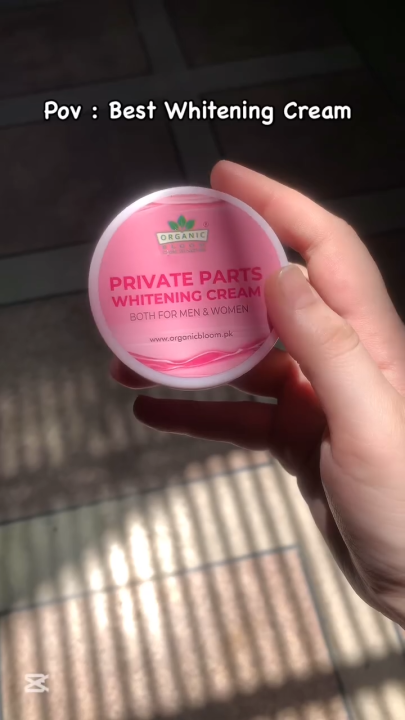 Pov : Best Whitening Cream
ORGANIC
PRIVATE PARTS
WHITENING CREAM
BOTH FOR MEN & WOMEN
www.organicbloom.pk